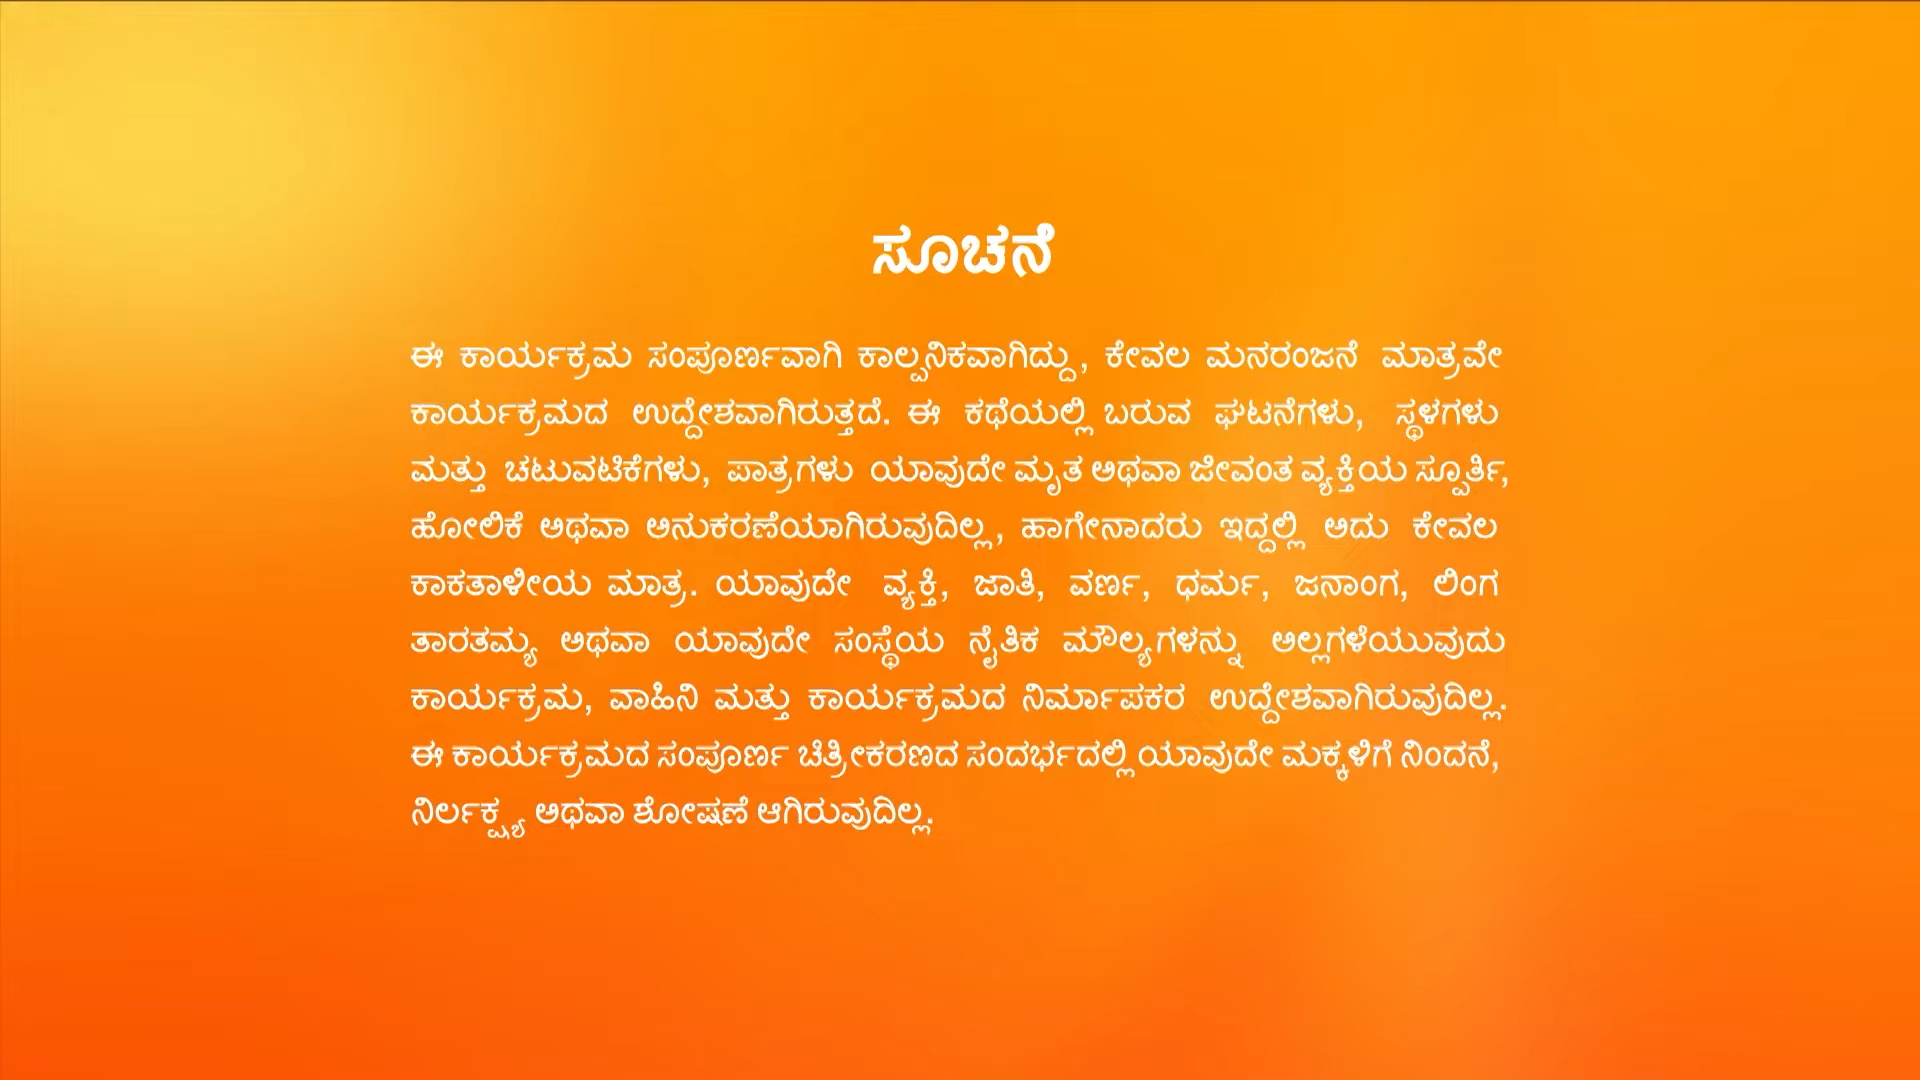 ಸೂಚನೆ
ಈ ಕಾರ್ಯಕ್ರಮ ಸಂಪೂರ್ಣವಾಗಿ ಕಾಲ್ಪನಿಕವಾಗಿದ್ದು, ಕೇವಲ ಮನರಂಜನೆ ಮಾತ್ರವೇ
ಕಾರ್ಯಕ್ರಮದ ಉದ್ದೇಶವಾಗಿರುತ್ತದೆ. ಈ ಕಥೆಯಲ್ಲಿ ಬರುವ ಘಟನೆಗಳು, ಸ್ಥಳಗಳು
ಮತ್ತು ಚಟುವಟಿಕೆಗಳು, ಪಾತ್ರಗಳು ಯಾವುದೇ ಮೃತ ಅಥವಾ ಜೀವಂತ ವ್ಯಕ್ತಿಯ ಸ್ಪೂರ್ತಿ,
ಹೋಲಿಕೆ ಅಥವಾ ಅನುಕರಣೆಯಾಗಿರುವುದಿಲ್ಲ, ಹಾಗೇನಾದರು ಇದ್ದಲ್ಲಿ ಅದು ಕೇವಲ
ಕಾಕತಾಳೀಯ ಮಾತ್ರ. ಯಾವುದೇ ವ್ಯಕ್ತಿ, ಜಾತಿ, ವರ್ಣ, ಧರ್ಮ, ಜನಾಂಗ, ಲಿಂಗ
ತಾರತಮ್ಯ ಅಥವಾ ಯಾವುದೇ ಸಂಸ್ಥೆಯ ನೈತಿಕ ಮೌಲ್ಯಗಳನ್ನು ಅಲ್ಲಗಳೆಯುವುದು
ಕಾರ್ಯಕ್ರಮ, ವಾಹಿನಿ ಮತ್ತು ಕಾರ್ಯಕ್ರಮದ ನಿರ್ಮಾಪಕರ ಉದ್ದೇಶವಾಗಿರುವುದಿಲ್ಲ.
ಈ ಕಾರ್ಯಕ್ರಮದ ಸಂಪೂರ್ಣ ಚಿತ್ರೀಕರಣದ ಸಂದರ್ಭದಲ್ಲಿ ಯಾವುದೇ ಮಕ್ಕಳಿಗೆ ನಿಂದನೆ,
ನಿರ್ಲಕ್ಷ್ಯ ಅಥವಾ ಶೋಷಣೆ ಆಗಿರುವುದಿಲ್ಲ.